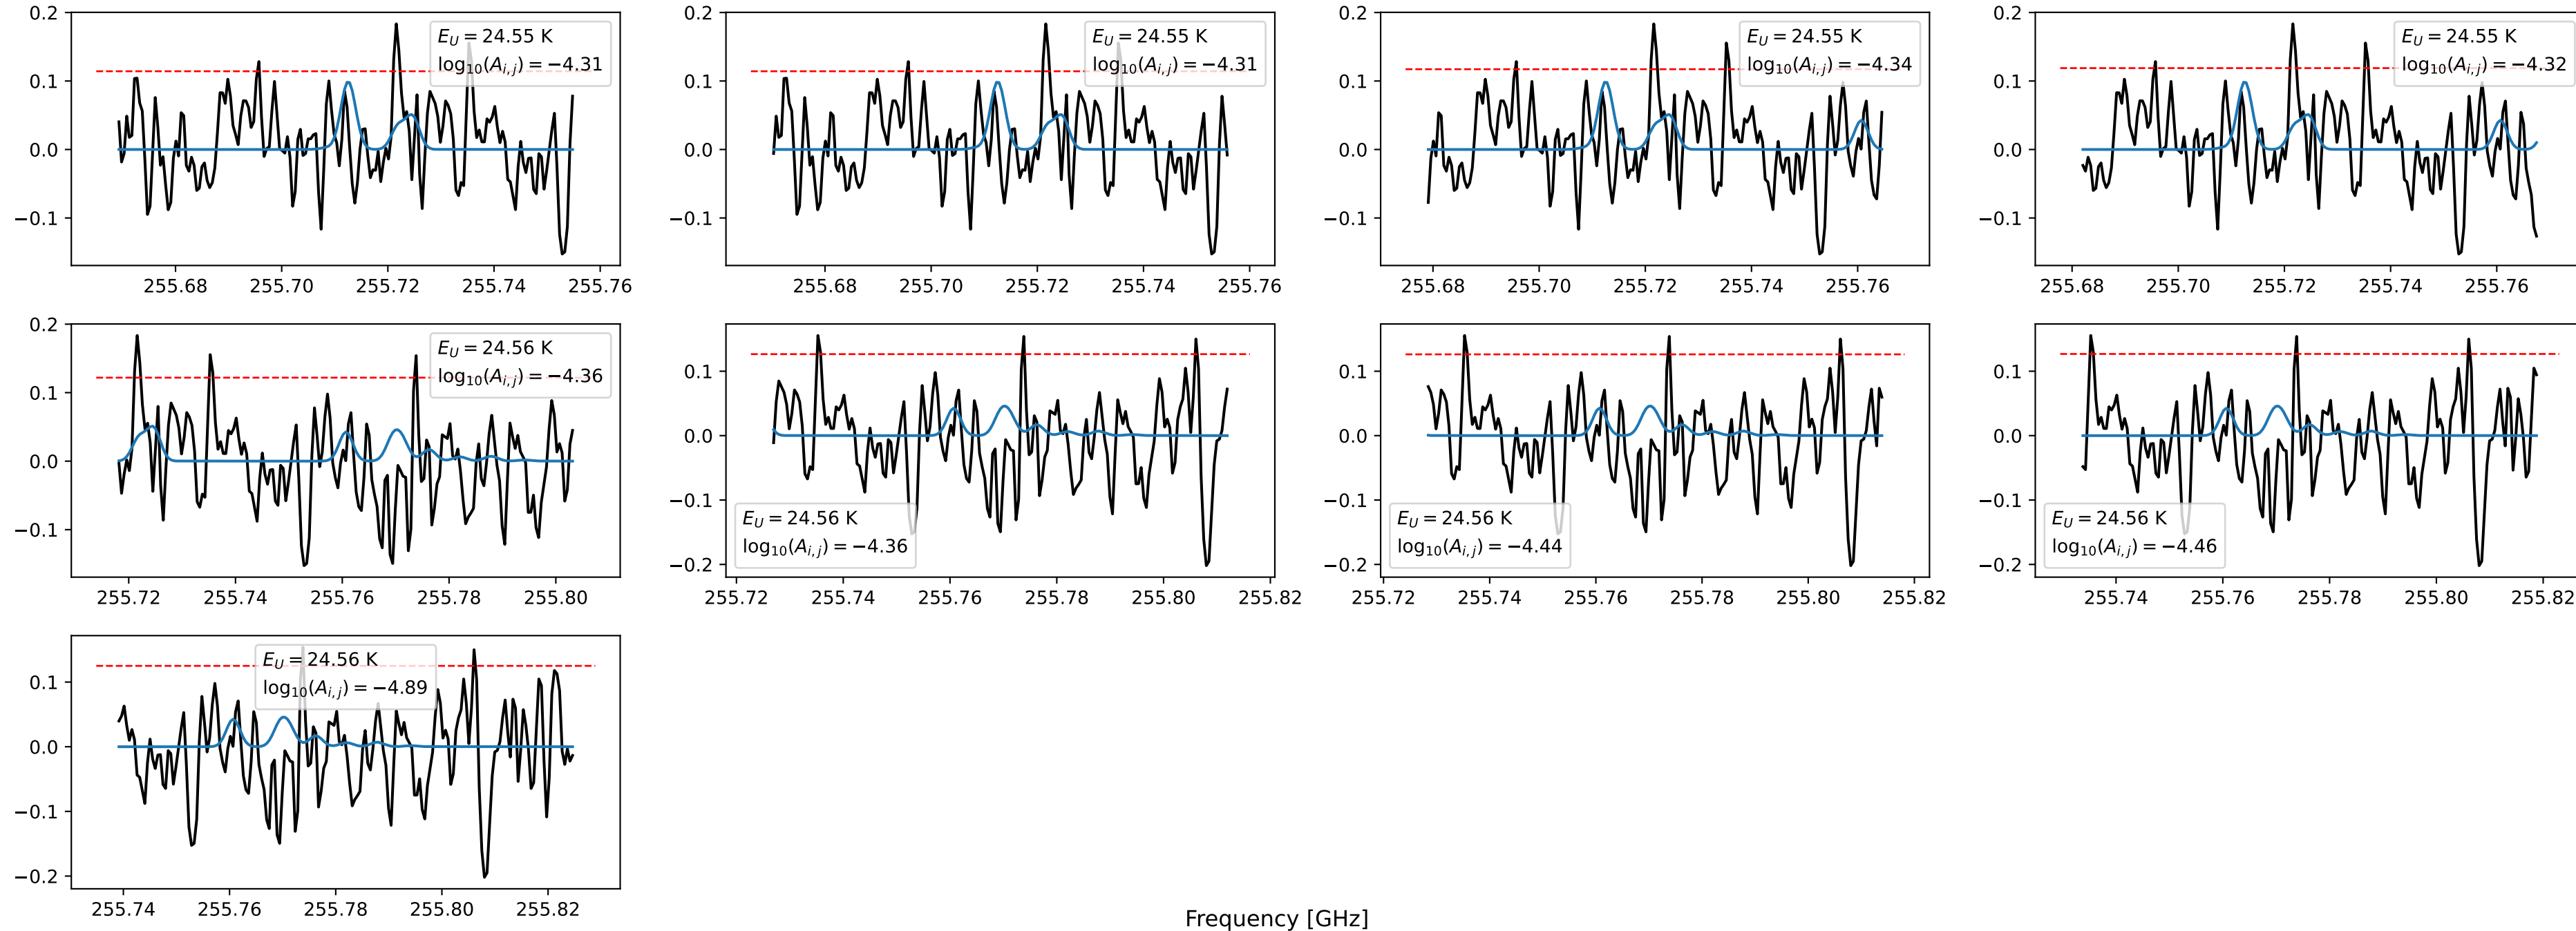 0.2
0.1
0.0
−0.1
E_U = 24.55 K
log₁₀(A_{i,j}) = −4.31
255.68 255.70 255.72 255.74 255.76
0.2
0.1
0.0
−0.1
E_U = 24.55 K
log₁₀(A_{i,j}) = −4.31
255.68 255.70 255.72 255.74 255.76
0.2
0.1
0.0
−0.1
E_U = 24.55 K
log₁₀(A_{i,j}) = −4.34
255.68 255.70 255.72 255.74 255.76
0.2
0.1
0.0
−0.1
E_U = 24.55 K
log₁₀(A_{i,j}) = −4.32
255.68 255.70 255.72 255.74 255.76
0.2
0.1
0.0
−0.1
E_U = 24.56 K
log₁₀(A_{i,j}) = −4.36
255.72 255.74 255.76 255.78 255.80
0.1
0.0
−0.1
−0.2
E_U = 24.56 K
log₁₀(A_{i,j}) = −4.36
255.72 255.74 255.76 255.78 255.80 255.82
0.1
0.0
−0.1
−0.2
E_U = 24.56 K
log₁₀(A_{i,j}) = −4.44
255.72 255.74 255.76 255.78 255.80 255.82
0.1
0.0
−0.1
−0.2
E_U = 24.56 K
log₁₀(A_{i,j}) = −4.46
255.74 255.76 255.78 255.80 255.82
0.1
0.0
−0.1
−0.2
E_U = 24.56 K
log₁₀(A_{i,j}) = −4.89
255.74 255.76 255.78 255.80 255.82
Frequency [GHz]